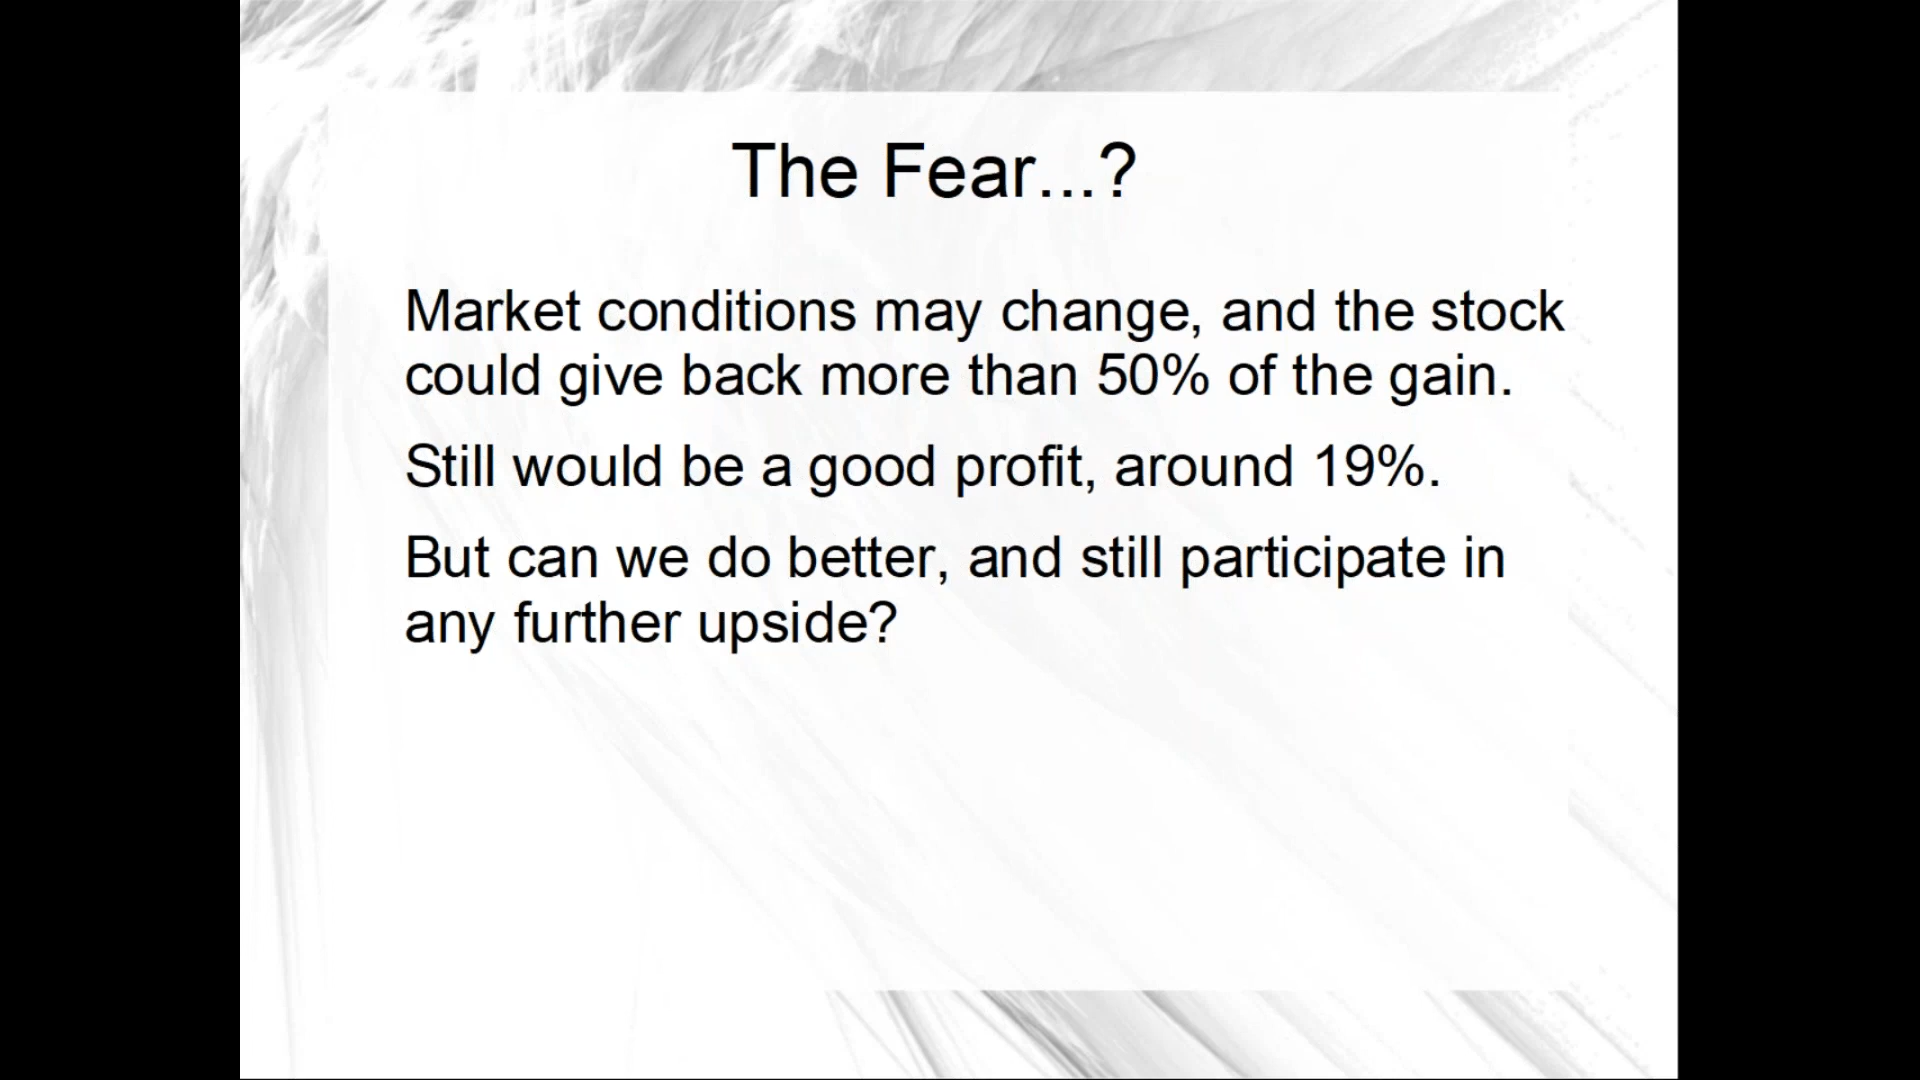 The Fear...?
Market conditions may change, and the stock
could give back more than 50% of the gain.
Still would be a good profit, around 19%.
But can we do better, and still participate in
any further upside?